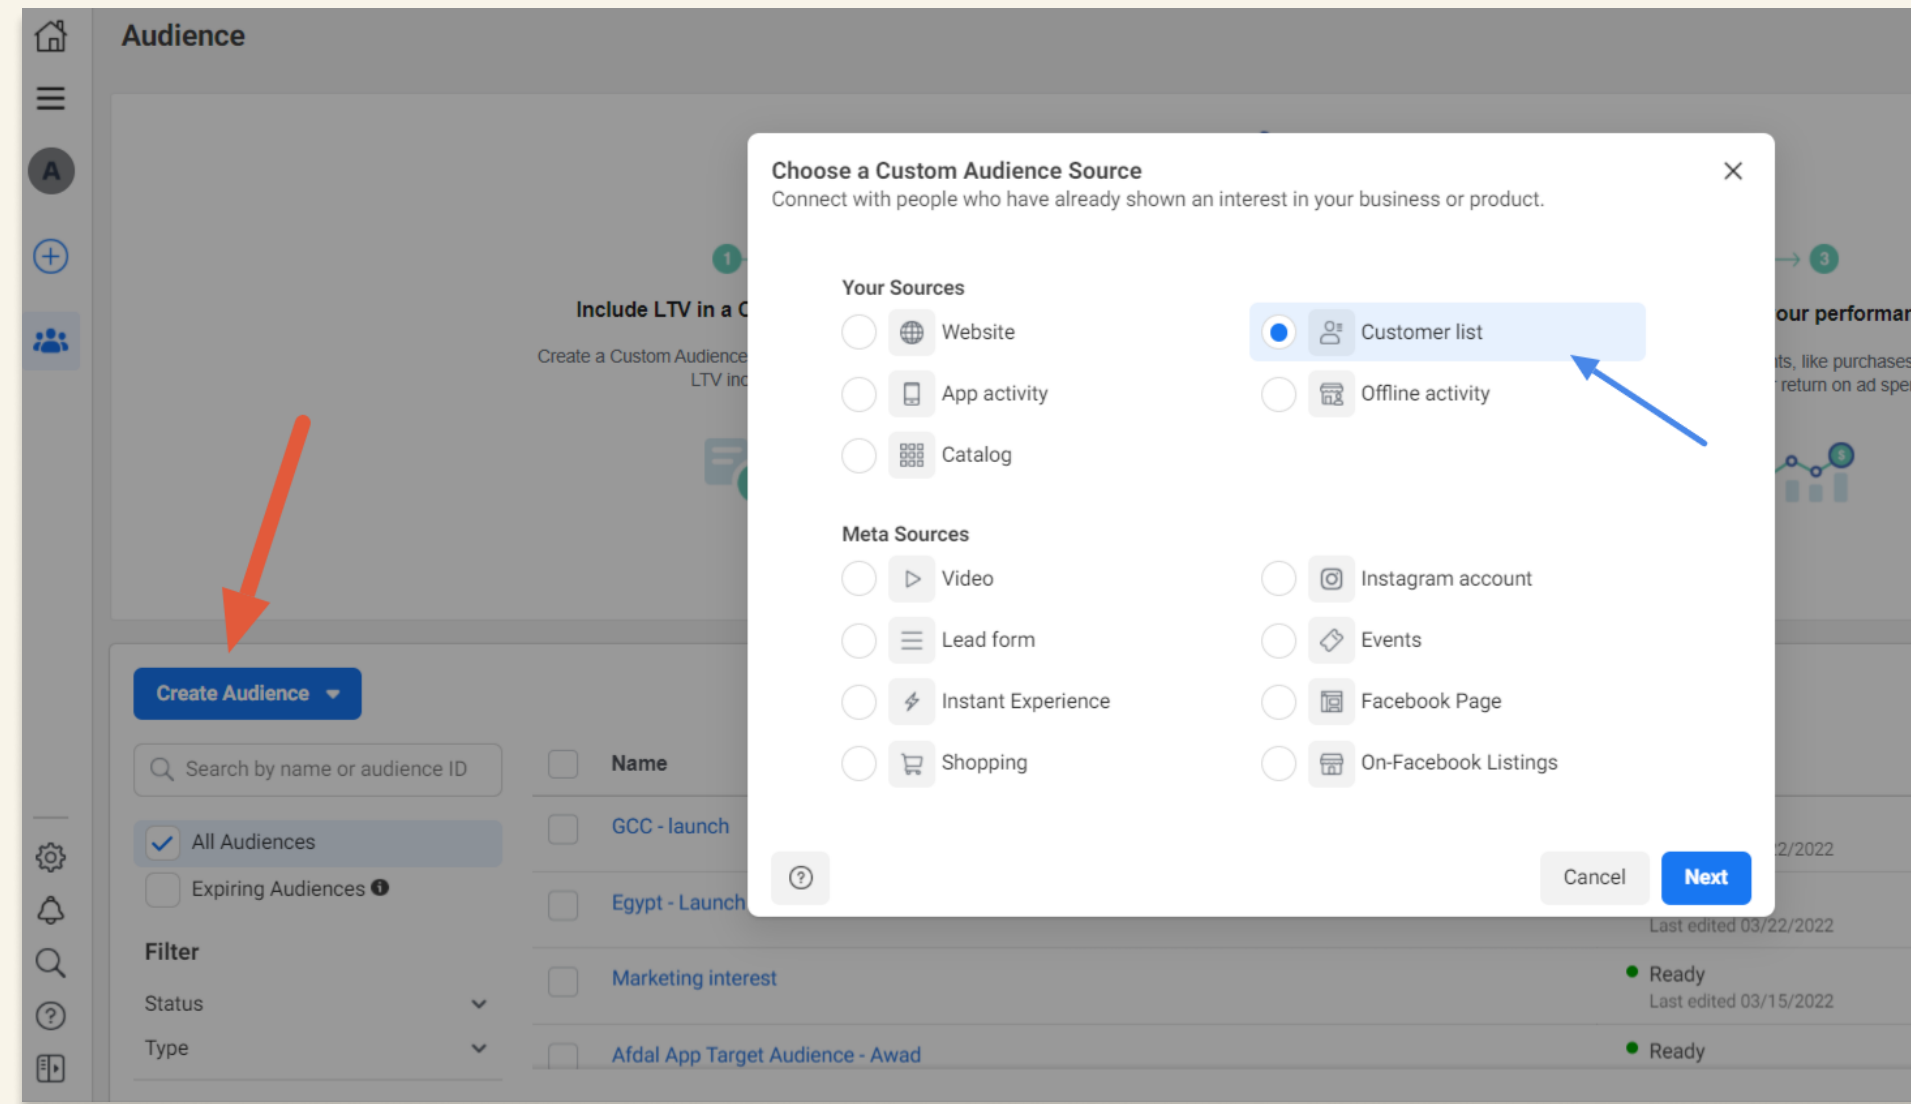 Audience
A
Choose a Custom Audience Source
Connect with people who have already shown an interest in your business or product.
1
3
Include LTV in a C
our performar
Create a Custom Audience
LTV inc
ts, like purchases
return on ad spe
Your Sources
Website
Customer list
App activity
Offline activity
Catalog
Meta Sources
Video
Instagram account
Lead form
Events
Instant Experience
Facebook Page
Shopping
On-Facebook Listings
Cancel
Next
Create Audience
Search by name or audience ID
All Audiences
Expiring Audiences
Filter
Status
Type
Name
GCC - launch
2/2022
Egypt - Launch
Last edited 03/22/2022
Marketing interest
Ready
Last edited 03/15/2022
Afdal App Target Audience - Awad
Ready